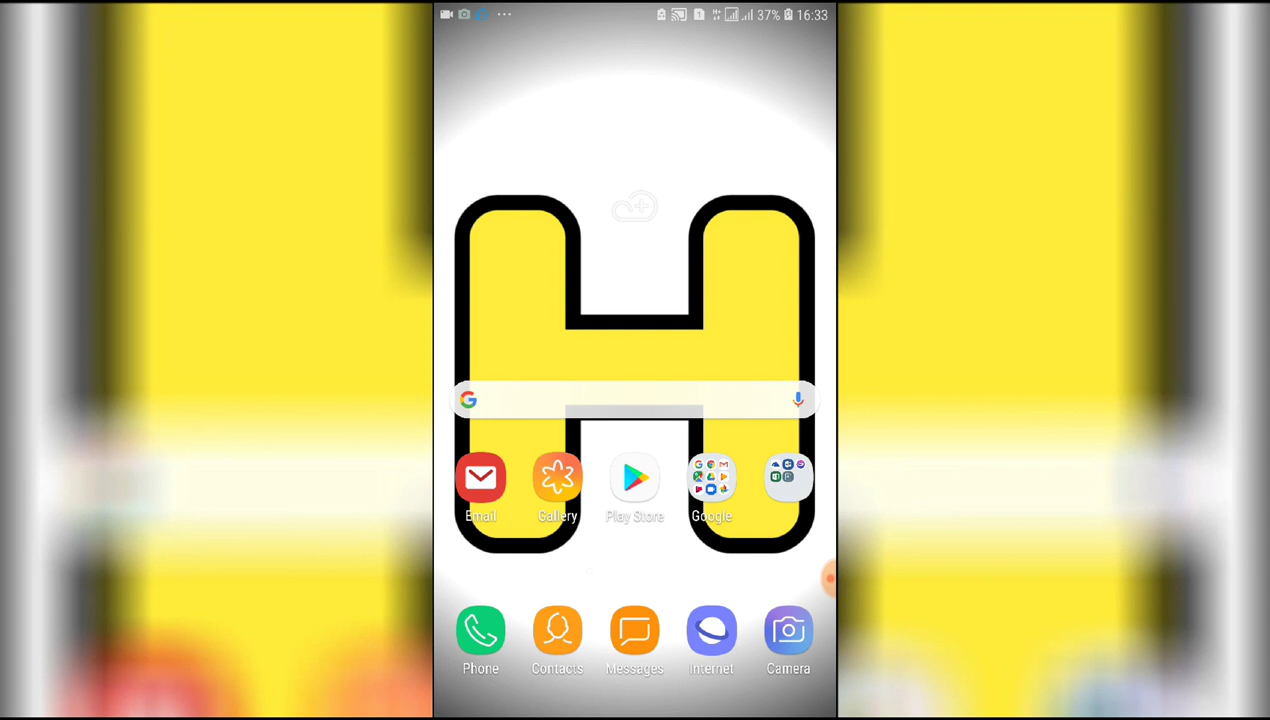 37% 16:33
H
G
Email Gallery Play Store Google
Phone Contacts Messages Internet Camera